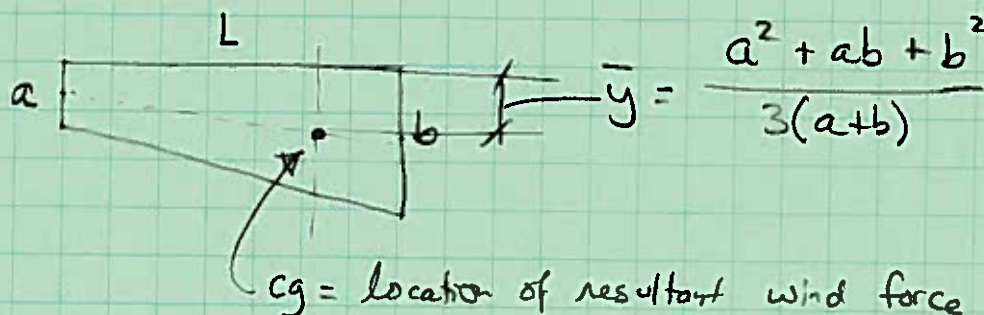 L
a
b
ȳ = (a² + ab + b²) / 3(a+b)
cg = location of resultant wind force